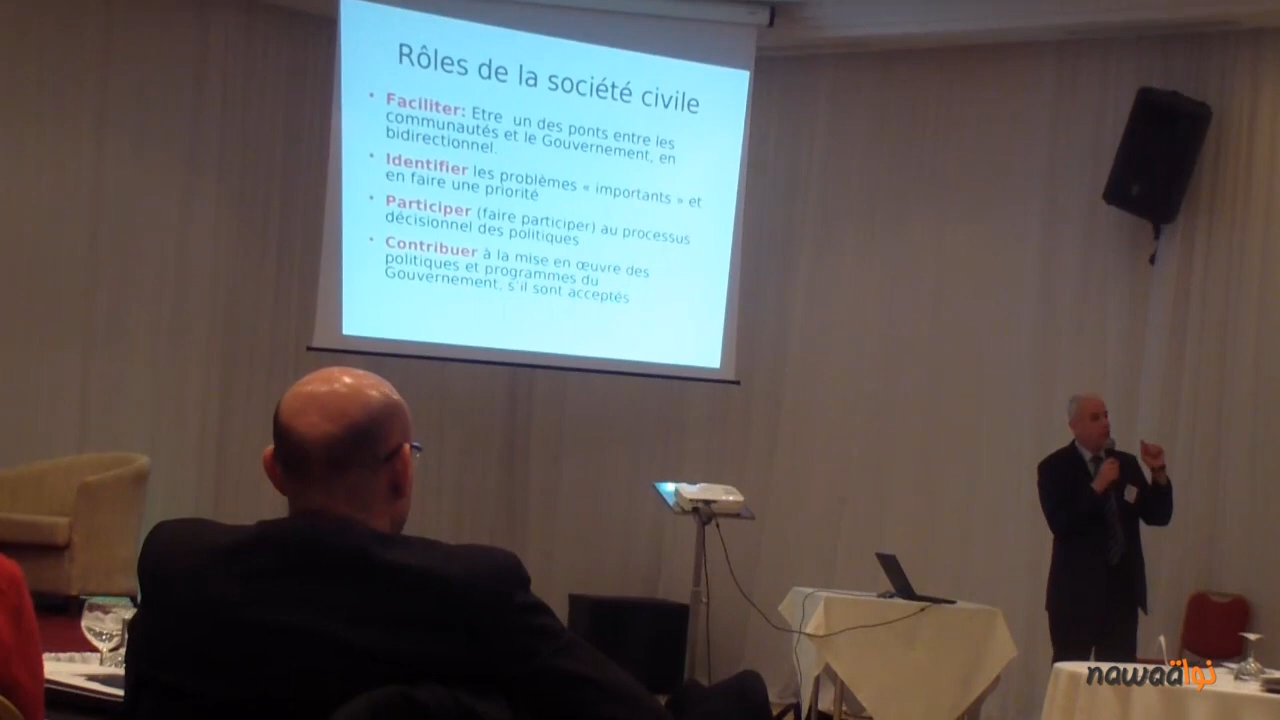 Rôles de la société civile
• Faciliter: Etre un des ponts entre les
communautés et le Gouvernement, en
bidirectionnel.
• Identifier les problèmes « importants » et
en faire une priorité
• Participer (faire participer) au processus
décisionnel des politiques
• Contribuer à la mise en œuvre des
politiques et programmes du
Gouvernement, s'il sont acceptés
nawaaنواة